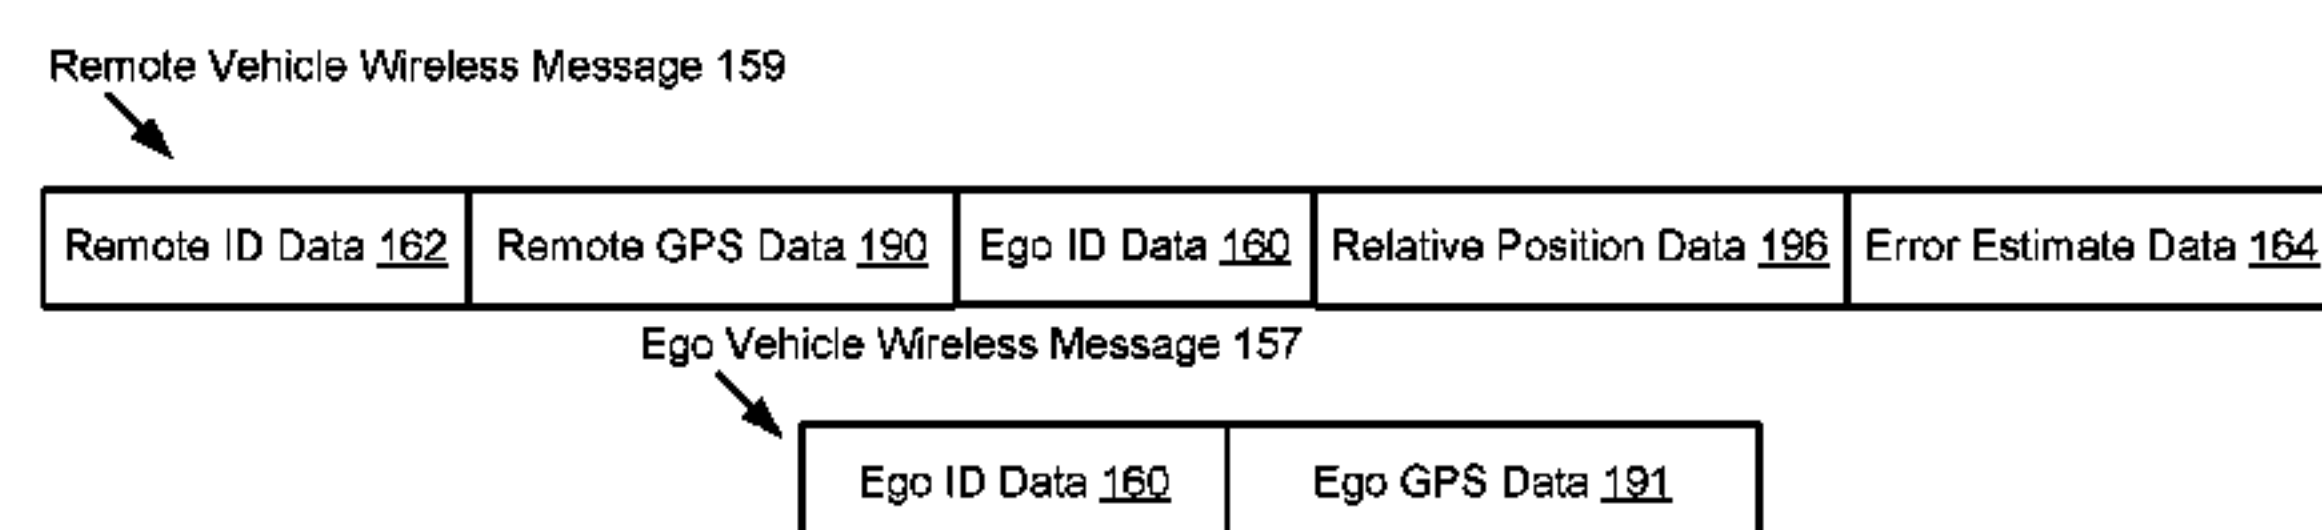 Remote Vehicle Wireless Message 159
Remote ID Data 162 Remote GPS Data 190 Ego ID Data 160 Relative Position Data 196 Error Estimate Data 164
Ego Vehicle Wireless Message 157
Ego ID Data 160 Ego GPS Data 191